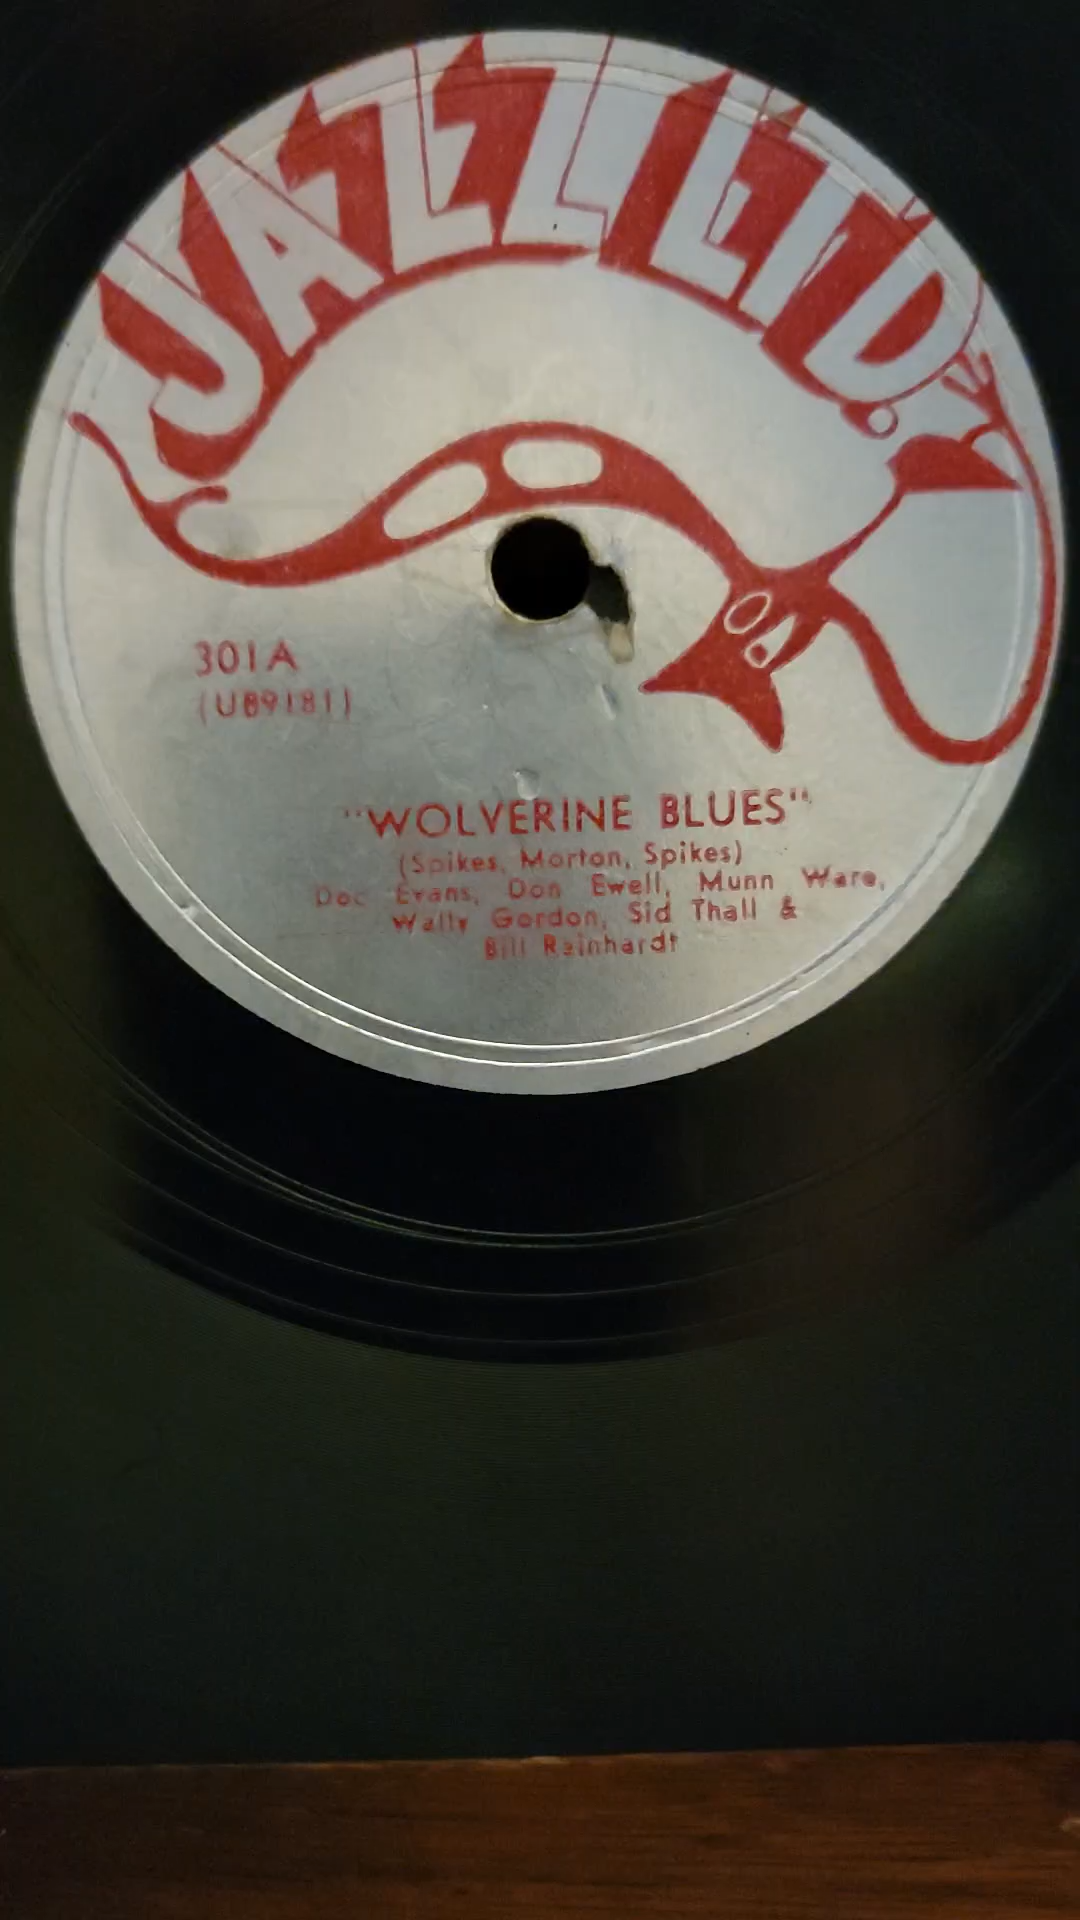 JAZZ LTD.
301A
(UB9181)
"WOLVERINE BLUES"
(Spikes, Morton, Spikes)
Doc Evans, Don Ewell, Munn Ware,
Wally Gordon, Sid Thall &
Bill Reinhardt